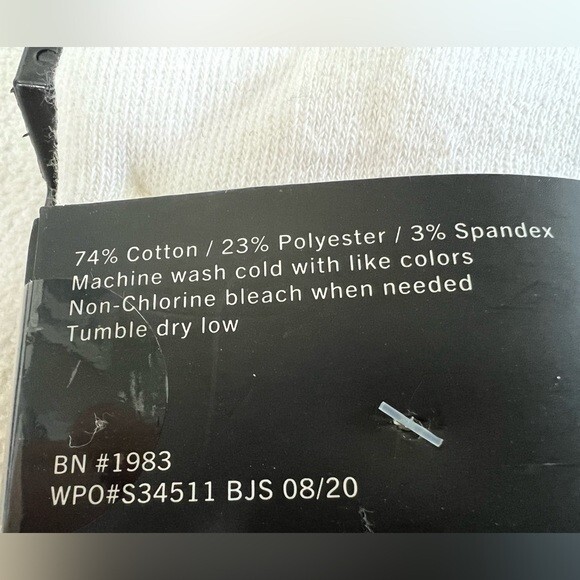 74% Cotton / 23% Polyester / 3% Spandex
Machine wash cold with like colors
Non-Chlorine bleach when needed
Tumble dry low
BN #1983
WPO#S34511 BJS 08/20